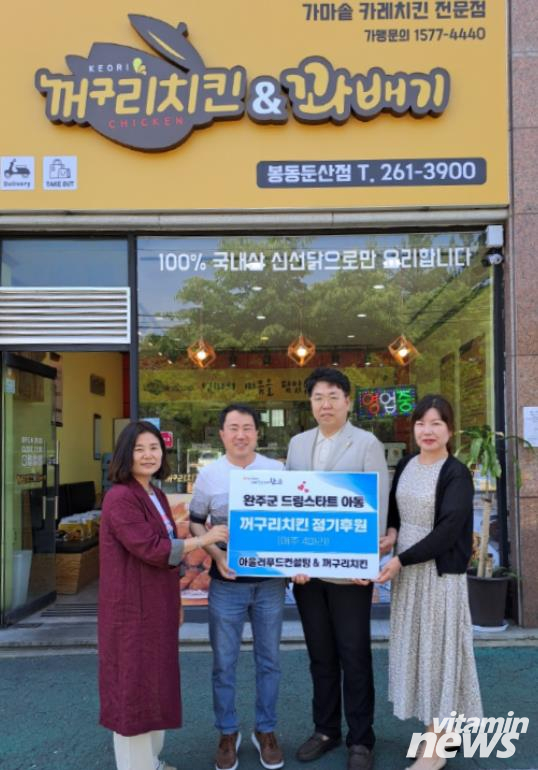 가마솥 카레치킨 전문점
가맹문의 1577-4440
KEORI
꺼구리치킨 & 꽈배기
CHICKEN
Delivery
TAKE OUT
봉동둔산점 T. 261-3900
100% 국내산 신선닭으로만 요리합니다
영업중
완주군 드림스타트 아동
꺼구리치킨 정기후원
(매주 4마리)
아울러푸드컨설팅 & 꺼구리치킨
vitamin
news